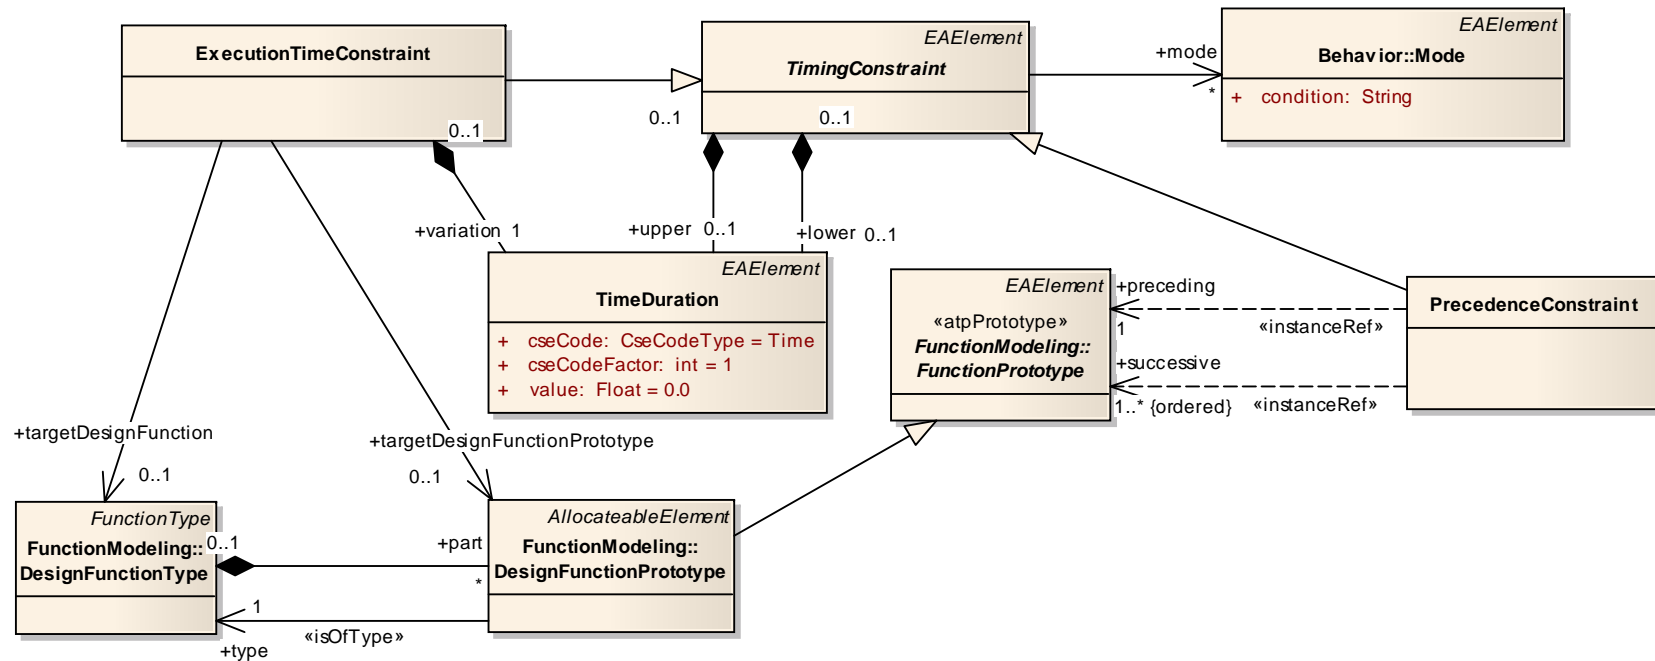 ExecutionTimeConstraint
0..1
EAElement
TimingConstraint
0..1
0..1
+mode
*
EAElement
Behavior::Mode
+ condition: String
+variation 1
+upper 0..1
+lower 0..1
EAElement
TimeDuration
+ cseCode: CseCodeType = Time
+ cseCodeFactor: int = 1
+ value: Float = 0.0
EAElement
«atpPrototype»
FunctionModeling::
FunctionPrototype
+preceding
1
«instanceRef»
+successive
1..* {ordered}
«instanceRef»
PrecedenceConstraint
+targetDesignFunction
0..1
+targetDesignFunctionPrototype
0..1
FunctionType
FunctionModeling::
DesignFunctionType
0..1
+part
*
1
«isOfType»
+type
AllocateableElement
FunctionModeling::
DesignFunctionPrototype